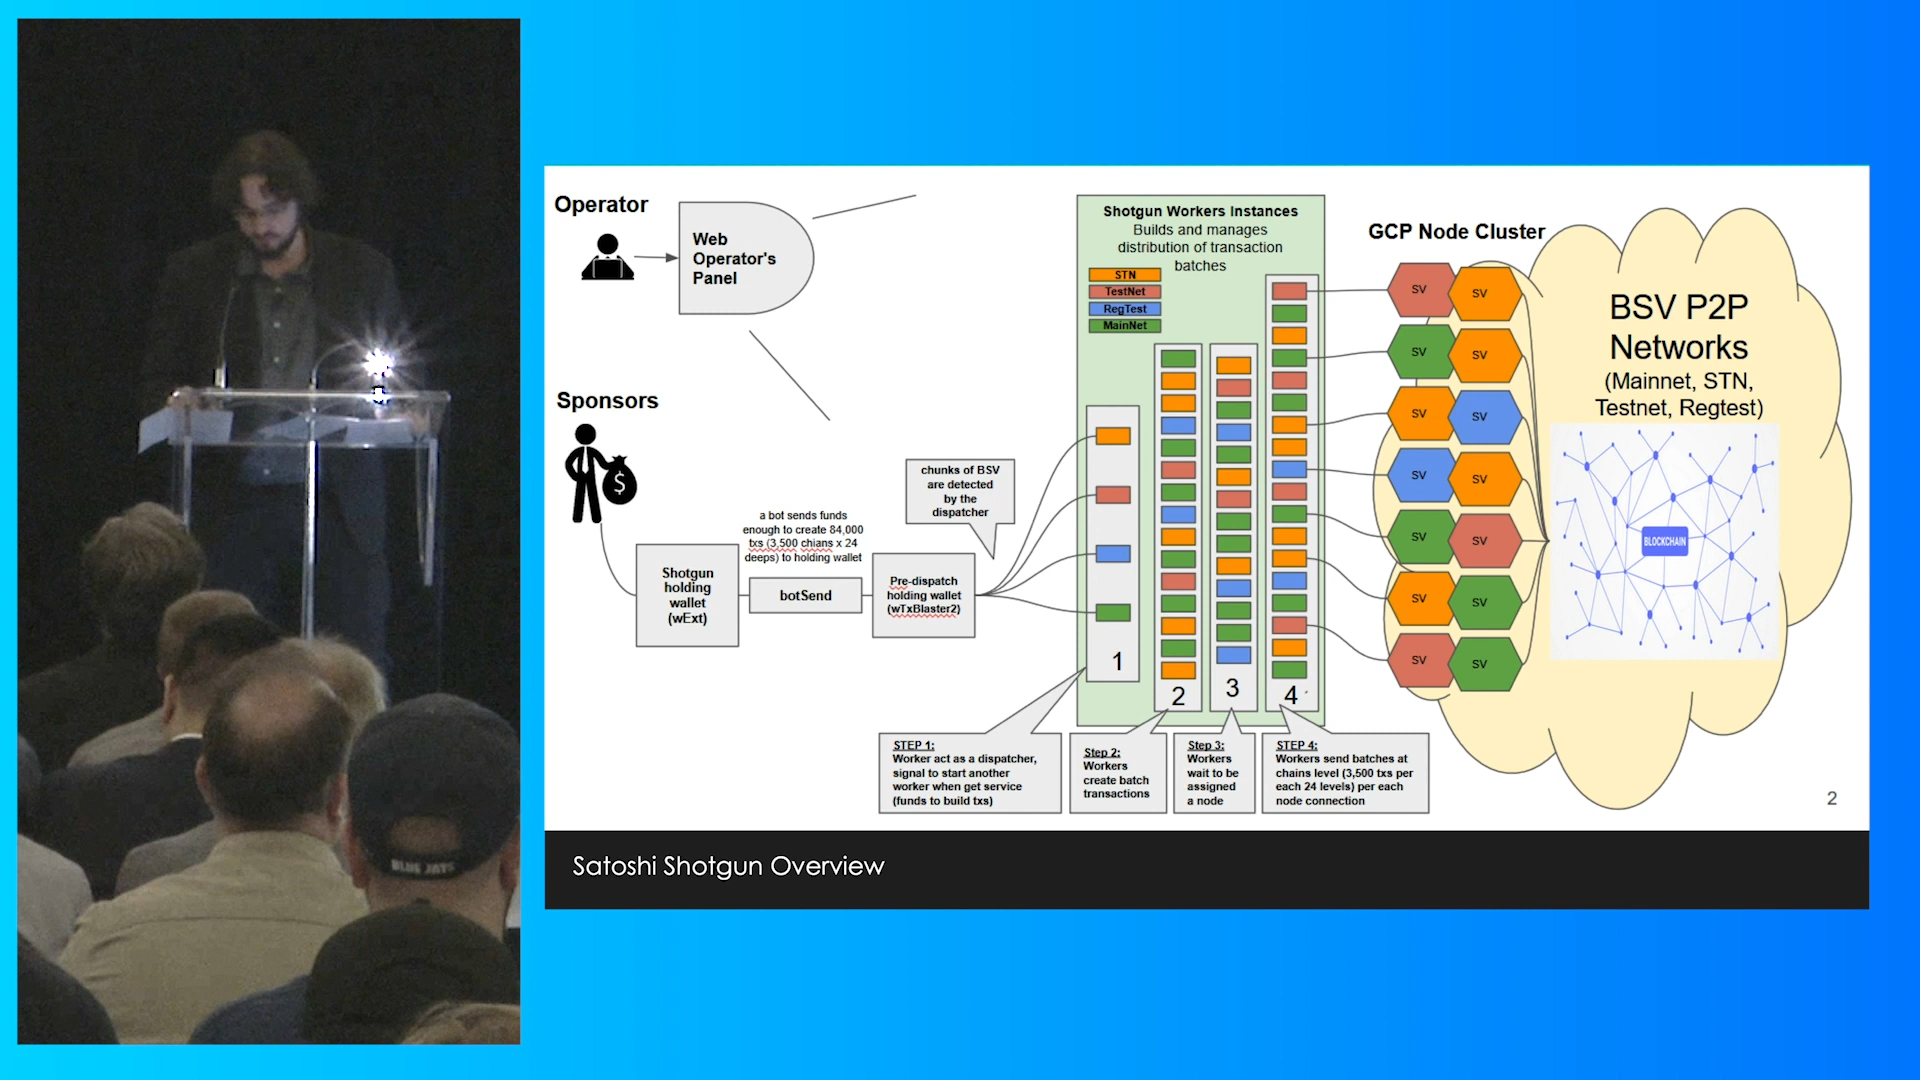 Operator
Web
Operator's
Panel
Sponsors
Shotgun
holding
wallet
(wExt)
a bot sends funds
enough to create 84,000
txs (3,500 chians x 24
deeps) to holding wallet
botSend
Pre-dispatch
holding wallet
(wTxBlaster2)
chunks of BSV
are detected
by the
dispatcher
Shotgun Workers Instances
Builds and manages
distribution of transaction
batches
STN
TestNet
RegTest
MainNet
1
2
3
4
STEP 1:
Worker act as a dispatcher,
signal to start another
worker when get service
(funds to build txs)
Step 2:
Workers
create batch
transactions
Step 3:
Workers
wait to be
assigned
a node
STEP 4:
Workers send batches at
chains level (3,500 txs per
each 24 levels) per each
node connection
GCP Node Cluster
SV SV
SV SV
SV SV
SV SV
SV SV
SV SV
SV SV
BSV P2P
Networks
(Mainnet, STN,
Testnet, Regtest)
BLOCKCHAIN
2
Satoshi Shotgun Overview
BLUE JAYS